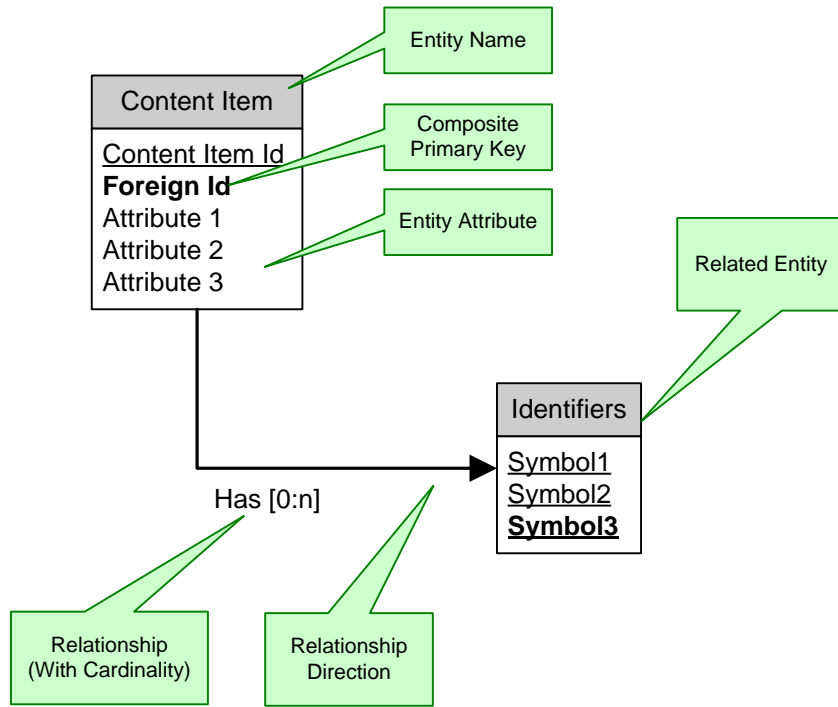 Entity Name
Content Item
Content Item Id
Foreign Id
Attribute 1
Attribute 2
Attribute 3
Composite
Primary Key
Entity Attribute
Related Entity
Identifiers
Symbol1
Symbol2
Symbol3
Has [0:n]
Relationship
(With Cardinality)
Relationship
Direction